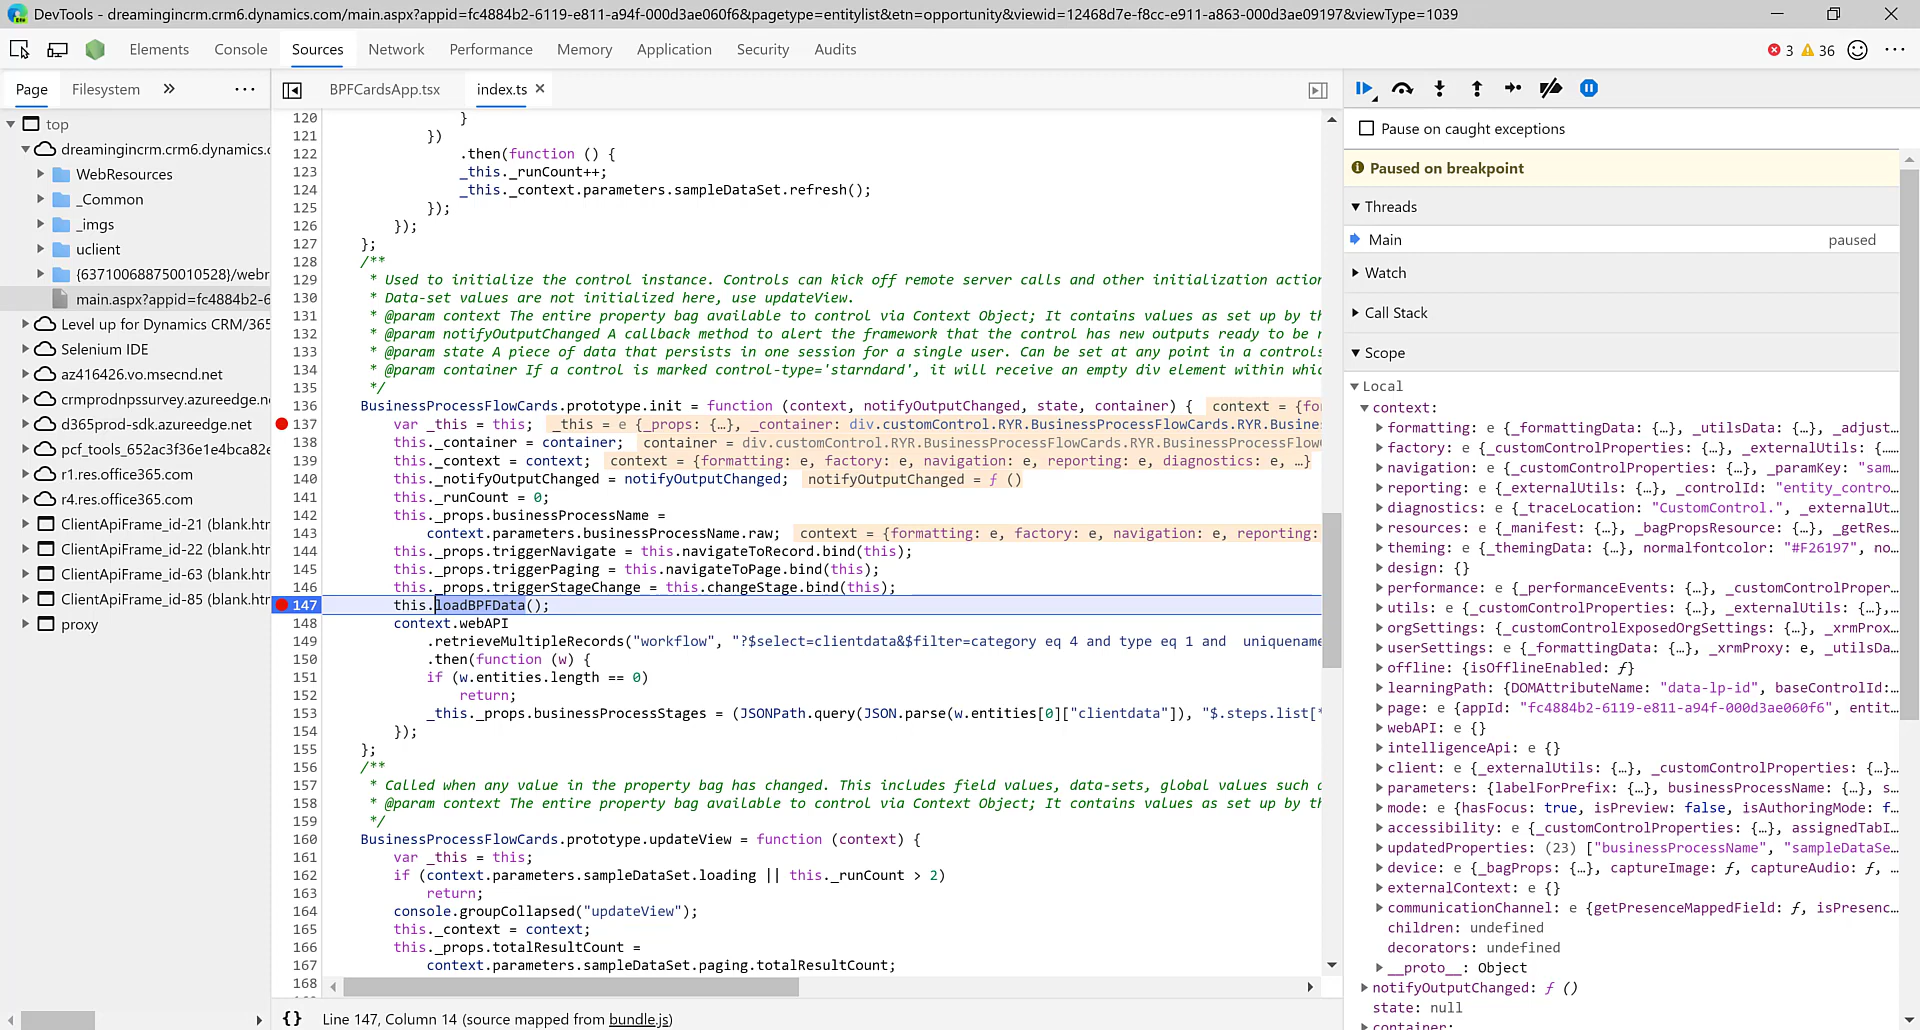 DevTools - dreamingincrm.crm6.dynamics.com/main.aspx?appid=fc4884b2-6119-e811-a94f-000d3ae060f6&pagetype=entitylist&etn=opportunity&viewid=12468d7e-f8cc-e911-a863-000d3ae09197&viewType=1039
Elements Console Sources Network Performance Memory Application Security Audits 3 36
Page Filesystem
top
dreamingincrm.crm6.dynamics.c
WebResources
_Common
_imgs
uclient
{637100688750010528}/webr
main.aspx?appid=fc4884b2-6
Level up for Dynamics CRM/365
Selenium IDE
az416426.vo.msecnd.net
crmprodnpssurvey.azureedge.ne
d365prod-sdk.azureedge.net
pcf_tools_652ac3f36e1e4bca82e
r1.res.office365.com
r4.res.office365.com
ClientApiFrame_id-21 (blank.htm
ClientApiFrame_id-22 (blank.htm
ClientApiFrame_id-63 (blank.htm
ClientApiFrame_id-85 (blank.htm
proxy
BPFCardsApp.tsx index.ts
120 }
121 })
122 .then(function () {
123 _this._runCount++;
124 _this._context.parameters.sampleDataSet.refresh();
125 });
126 });
127 };
128 /**
129 * Used to initialize the control instance. Controls can kick off remote server calls and other initialization action
130 * Data-set values are not initialized here, use updateView.
131 * @param context The entire property bag available to control via Context Object; It contains values as set up by th
132 * @param notifyOutputChanged A callback method to alert the framework that the control has new outputs ready to be r
133 * @param state A piece of data that persists in one session for a single user. Can be set at any point in a controls
134 * @param container If a control is marked control-type='starndard', it will receive an empty div element within whic
135 */
136 BusinessProcessFlowCards.prototype.init = function (context, notifyOutputChanged, state, container) { context = {fo
137 var _this = this; _this = e {_props: {…}, _container: div.customControl.RYR.BusinessProcessFlowCards.RYR.Busine
138 this._container = container; container = div.customControl.RYR.BusinessProcessFlowCards.RYR.BusinessProcessFlow
139 this._context = context; context = {formatting: e, factory: e, navigation: e, reporting: e, diagnostics: e, …}
140 this._notifyOutputChanged = notifyOutputChanged; notifyOutputChanged = ƒ ()
141 this._runCount = 0;
142 this._props.businessProcessName =
143 context.parameters.businessProcessName.raw; context = {formatting: e, factory: e, navigation: e, reporting:
144 this._props.triggerNavigate = this.navigateToRecord.bind(this);
145 this._props.triggerPaging = this.navigateToPage.bind(this);
146 this._props.triggerStageChange = this.changeStage.bind(this);
147 this.loadBPFData();
148 context.webAPI
149 .retrieveMultipleRecords("workflow", "?$select=clientdata&$filter=category eq 4 and type eq 1 and uniquename
150 .then(function (w) {
151 if (w.entities.length == 0)
152 return;
153 _this._props.businessProcessStages = (JSONPath.query(JSON.parse(w.entities[0]["clientdata"]), "$.steps.list[*
154 });
155 };
156 /**
157 * Called when any value in the property bag has changed. This includes field values, data-sets, global values such a
158 * @param context The entire property bag available to control via Context Object; It contains values as set up by th
159 */
160 BusinessProcessFlowCards.prototype.updateView = function (context) {
161 var _this = this;
162 if (context.parameters.sampleDataSet.loading || this._runCount > 2)
163 return;
164 console.groupCollapsed("updateView");
165 this._context = context;
166 this._props.totalResultCount =
167 context.parameters.sampleDataSet.paging.totalResultCount;
168
{} Line 147, Column 14 (source mapped from bundle.js)
Pause on caught exceptions
Paused on breakpoint
Threads
Main paused
Watch
Call Stack
Scope
Local
context:
formatting: e {_formattingData: {…}, _utilsData: {…}, _adjust…
factory: e {_customControlProperties: {…}, _externalUtils: {…
navigation: e {_customControlProperties: {…}, _paramKey: "sam…
reporting: e {_externalUtils: {…}, _controlId: "entity_contro…
diagnostics: e {_traceLocation: "CustomControl.", _externalUt…
resources: e {_manifest: {…}, _bagPropsResource: {…}, _getRes…
theming: e {_themingData: {…}, normalfontcolor: "#F26197", no…
design: {}
performance: e {_performanceEvents: {…}, _customControlProper…
utils: e {_customControlProperties: {…}, _externalUtils: {…},…
orgSettings: {_customControlExposedOrgSettings: {…}, _xrmProx…
userSettings: e {_formattingData: {…}, _xrmProxy: e, _utilsDa…
offline: {isOfflineEnabled: ƒ}
learningPath: {DOMAttributeName: "data-lp-id", baseControlId:…
page: {appId: "fc4884b2-6119-e811-a94f-000d3ae060f6", entit…
webAPI: e {}
intelligenceApi: e {}
client: e {_externalUtils: {…}, _customControlProperties: {…}…
parameters: {labelForPrefix: {…}, businessProcessName: {…}, s…
mode: e {hasFocus: true, isPreview: false, isAuthoringMode: f…
accessibility: e {_customControlProperties: {…}, assignedTabI…
updatedProperties: (23) ["businessProcessName", "sampleDataSe…
device: e {_bagProps: {…}, captureImage: ƒ, captureAudio: ƒ, …
externalContext: e {}
communicationChannel: e {getPresenceMappedField: ƒ, isPresenc…
children: undefined
decorators: undefined
__proto__: Object
notifyOutputChanged: ƒ ()
state: null
container: